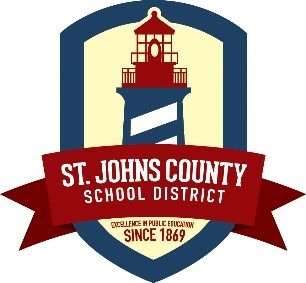 ST. JOHNS COUNTY
SCHOOL DISTRICT
EXCELLENCE IN PUBLIC EDUCATION
SINCE 1869